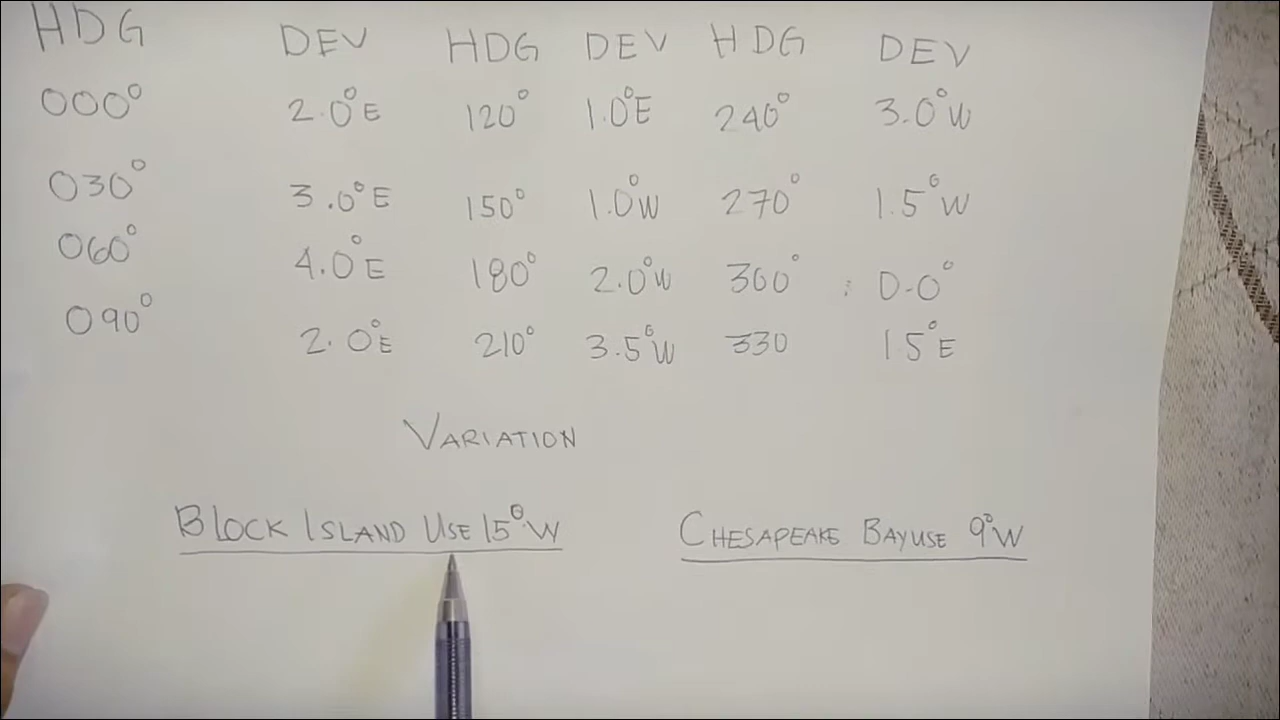 HDG DEV HDG DEV HDG DEV
000° 2.0°E 120° 1.0°E 240° 3.0°W
030° 3.0°E 150° 1.0°W 270° 1.5°W
060° 4.0°E 180° 2.0°W 300° : 0-0°
090° 2.0°E 210° 3.5°W 330 1.5°E
VARIATION
BLOCK ISLAND USE 15°W CHESAPEAKE BAY USE 9°W